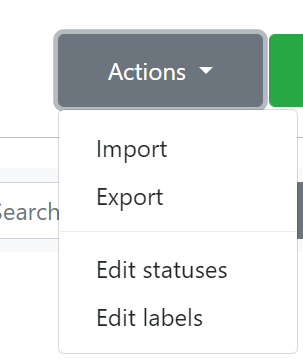 Actions
Import
Export
Search
Edit statuses
Edit labels